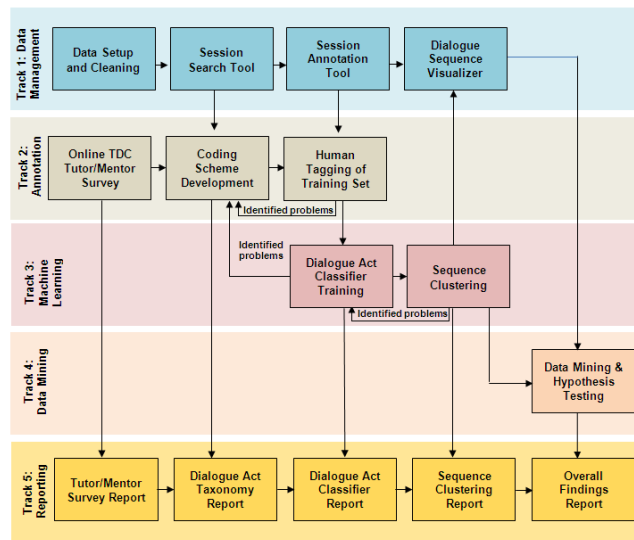 Track 1: Data
Management
Data Setup
and Cleaning
Session
Search Tool
Session
Annotation
Tool
Dialogue
Sequence
Visualizer
Track 2:
Annotation
Online TDC
Tutor/Mentor
Survey
Coding
Scheme
Development
Human
Tagging of
Training Set
Identified problems
Track 3:
Machine
Learning
Identified
problems
Dialogue Act
Classifier
Training
Sequence
Clustering
Identified problems
Track 4:
Data Mining
Data Mining &
Hypothesis
Testing
Track 5:
Reporting
Tutor/Mentor
Survey Report
Dialogue Act
Taxonomy
Report
Dialogue Act
Classifier
Report
Sequence
Clustering
Report
Overall
Findings
Report